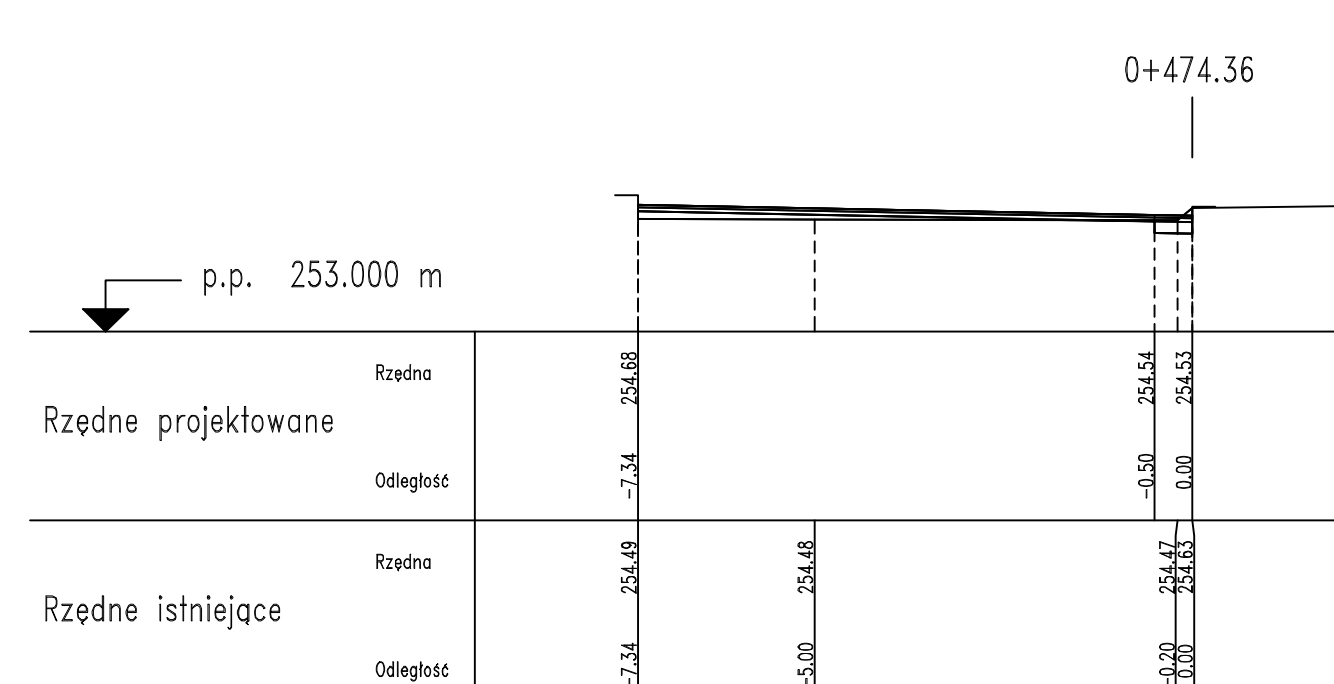 0+474.36
p.p. 253.000 m
Rzędna 254.68 254.54 254.53
Rzędne projektowane
Odległość -7.34 -0.50 0.00
Rzędna 254.49 254.48 254.47 254.63
Rzędne istniejące
Odległość -7.34 -5.00 -0.20 0.00